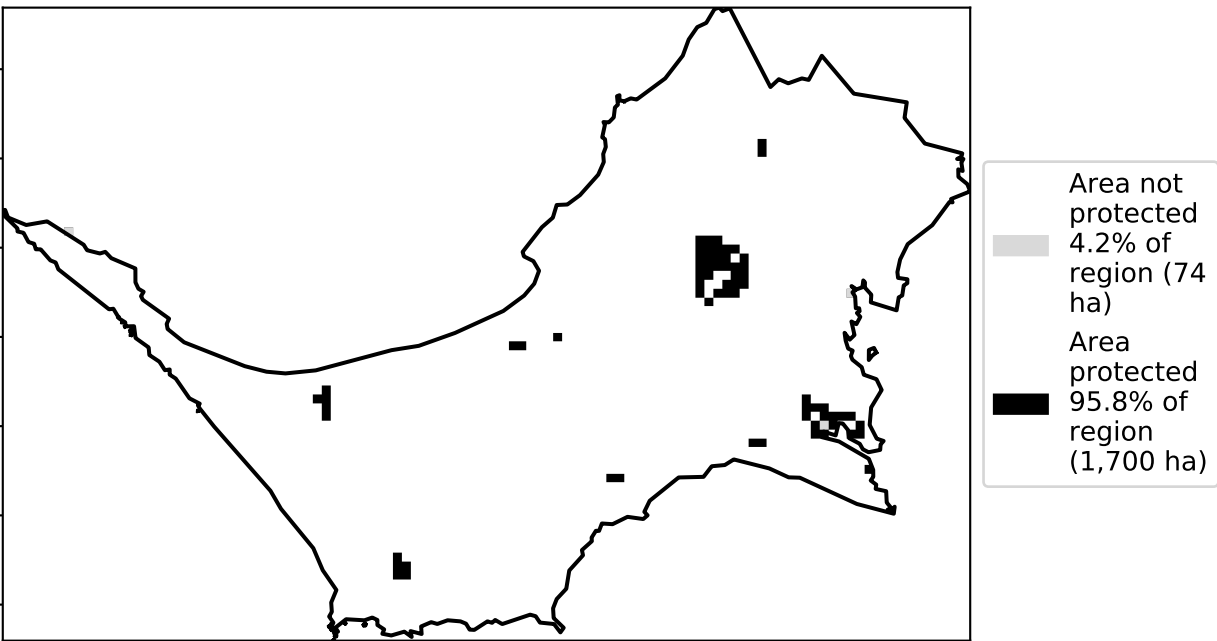 Area not
protected
4.2% of
region (74
ha)
Area
protected
95.8% of
region
(1,700 ha)